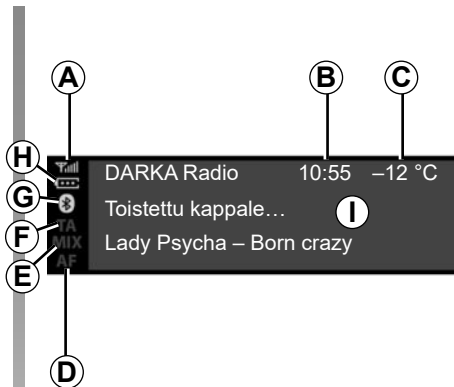 A B C
H
G
F
E
D
I
DARKA Radio 10:55 –12 °C
Toistettu kappale…
Lady Psycha – Born crazy
TA
MIX
AF